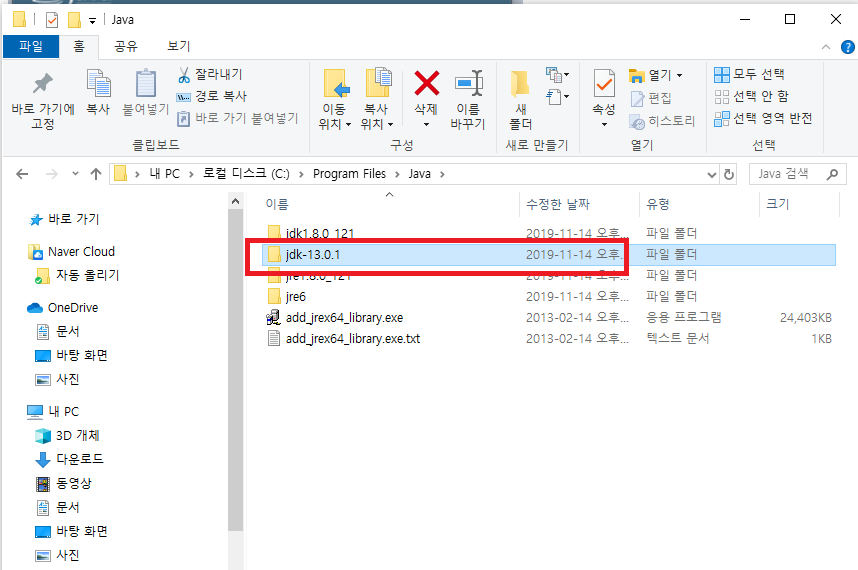 Java
파일 홈 공유 보기
바로 가기에 고정
복사
붙여넣기
잘라내기
경로 복사
바로 가기 붙여넣기
클립보드
이동 위치
복사 위치
삭제
이름 바꾸기
구성
새 폴더
새로 만들기
속성
열기
편집
히스토리
열기
모두 선택
선택 안 함
선택 영역 반전
선택
내 PC > 로컬 디스크 (C:) > Program Files > Java >
Java 검색
이름 수정한 날짜 유형 크기
jdk1.8.0_121 2019-11-14 오후... 파일 폴더
jdk-13.0.1 2019-11-14 오후... 파일 폴더
jre1.8.0_121 2019-11-14 오후... 파일 폴더
jre6 2019-11-14 오후... 파일 폴더
add_jrex64_library.exe 2013-02-14 오후... 응용 프로그램 24,403KB
add_jrex64_library.exe.txt 2013-02-14 오후... 텍스트 문서 1KB
바로 가기
Naver Cloud
자동 올리기
OneDrive
문서
바탕 화면
사진
내 PC
3D 개체
다운로드
동영상
문서
바탕 화면
사진